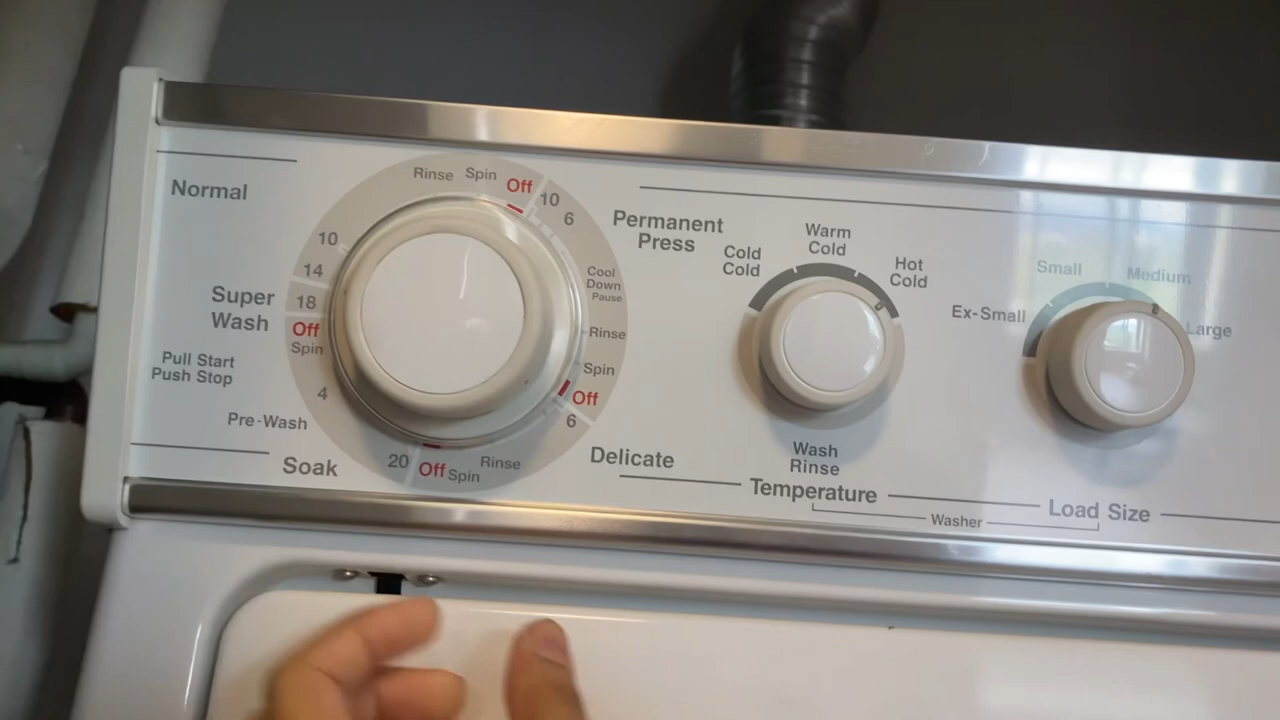 Normal
Super
Wash
Pull Start
Push Stop
Pre-Wash
Soak
Rinse
Spin
Off
10
6
Cool
Down
Pause
Rinse
Spin
Off
6
Rinse
Spin
Off
20
4
Spin
Off
18
14
10
Permanent
Press
Delicate
Cold
Cold
Warm
Cold
Hot
Cold
Wash
Rinse
Temperature
Ex-Small
Small
Medium
Large
Load Size
Washer